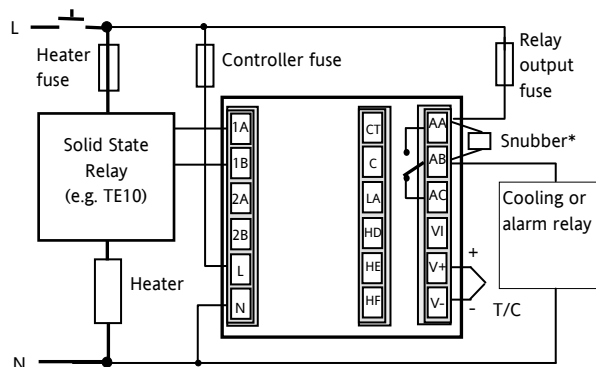 L
Heater
fuse
Controller fuse
Relay
output
fuse
Solid State
Relay
(e.g. TE10)
1A
1B
2A
2B
L
N
CT
C
LA
HD
HE
HF
AA
AB
AC
VI
V+
V-
Snubber*
Cooling or
alarm relay
+
-
T/C
Heater
N